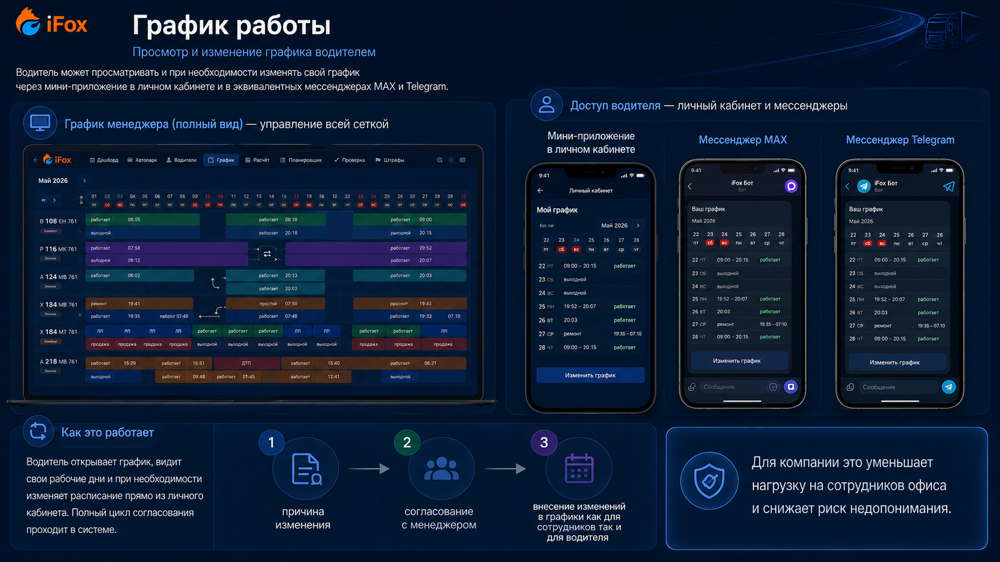 iFox
График работы
Просмотр и изменение графика водителем
Водитель может просматривать и при необходимости изменять свой график
через мини-приложение в личном кабинете и в эквивалентных мессенджерах MAX и Telegram.
График менеджера (полный вид) — управление всей сеткой
iFox Дашборд Автопарк Водители График Расчёт Планировщик Проверка Штрафы
Май 2026
01 02 03 04 05 06 07 08 09 10 10 11 12 13 14 16 17 18 18 20 22 23 24 25 26 27 28 20
В 108 ЕН 761
работает 08:05 работает 08:38 работает 09:00
Комфорт
выходной работает 20:18 выходной 20:15
Р 116 МК 761
работает 07:58 работает 19:52
Эконом
выходной 08:12 работает 20:07
А 124 МВ 761
работает 06:02 работает 20:03 работает 20:03
Эконом
работает 20:03
Х 184 МВ 761
ремонт 19:41 простой 07:50 19:45
Эконом
работает 19:35 07:48 работает 07:48 работает 19:32 07:10
Х 184 МТ 761
ЛП ЛП ЛП ЛП работает работает работает ЛП ЛП работает работает ЛП
Комфорт
продажа продажа продажа продажа выходной выходной выходной выходной выходной продажа продажа продажа
А 218 МВ 761
работает 15:29 работает 16:51 ДТП работает 15:40 работает 06:21
Эконом
выходной работает 09:48 работает 01:45 работает 12:41 выходной
Доступ водителя — личный кабинет и мессенджеры
Мини-приложение
в личном кабинете
9:41
Личный кабинет
Мой график
Май 2026
22 23 24 25 26 27 28
пт сб вс пн вт ср чт
22 ПТ 09:00 – 20:15 работает
23 СБ выходной
24 ВС выходной
25 ПН 19:52 – 20:07 работает
26 ВТ 20:03 работает
27 СР ремонт 19:35 – 07:10
28 ЧТ 09:00 – 20:15 работает
Изменить график
Мессенджер MAX
9:41
iFox Бот
бот
Ваш график
Май 2026
22 23 24 25 26 27 28
пт сб вс пн вт ср чт
22 ПТ 09:00 – 20:15 работает
23 СБ выходной
24 ВС выходной
25 ПН 19:52 – 20:07 работает
26 ВТ 20:03 работает
27 СР ремонт 19:35 – 07:10
28 ЧТ 09:00 – 20:15 работает
Изменить график
Сообщение
Мессенджер Telegram
9:41
iFox Бот
бот
Ваш график
Май 2026
22 23 24 25 26 27 28
пт сб вс пн вт ср чт
22 ПТ 09:00 – 20:15 работает
23 СБ выходной
24 ВС выходной
25 ПН 19:52 – 20:07 работает
26 ВТ 20:03 работает
27 СР ремонт 19:35 – 07:10
28 ЧТ 09:00 – 20:15 работает
Изменить график
Сообщение
Как это работает
Водитель открывает график, видит
свои рабочие дни и при необходимости
изменяет расписание прямо из личного
кабинета. Полный цикл согласования
проходит в системе.
1
причина
изменения
2
согласование
с менеджером
3
внесение изменений
в графики как для
сотрудников так и
для водителя
Для компании это уменьшает
нагрузку на сотрудников офиса
и снижает риск недопонимания.